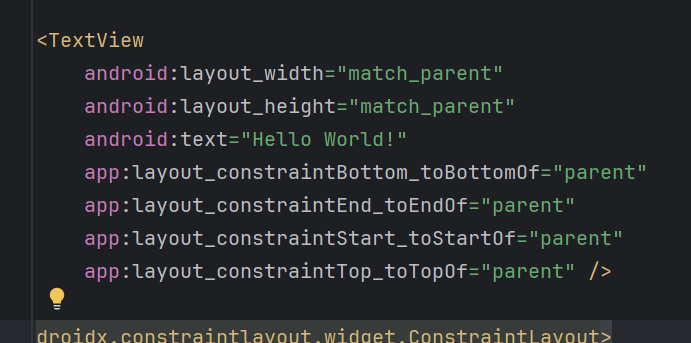 <TextView
android:layout_width="match_parent"
android:layout_height="match_parent"
android:text="Hello World!"
app:layout_constraintBottom_toBottomOf="parent"
app:layout_constraintEnd_toEndOf="parent"
app:layout_constraintStart_toStartOf="parent"
app:layout_constraintTop_toTopOf="parent" />
droidx.constraintlayout.widget.ConstraintLayout>